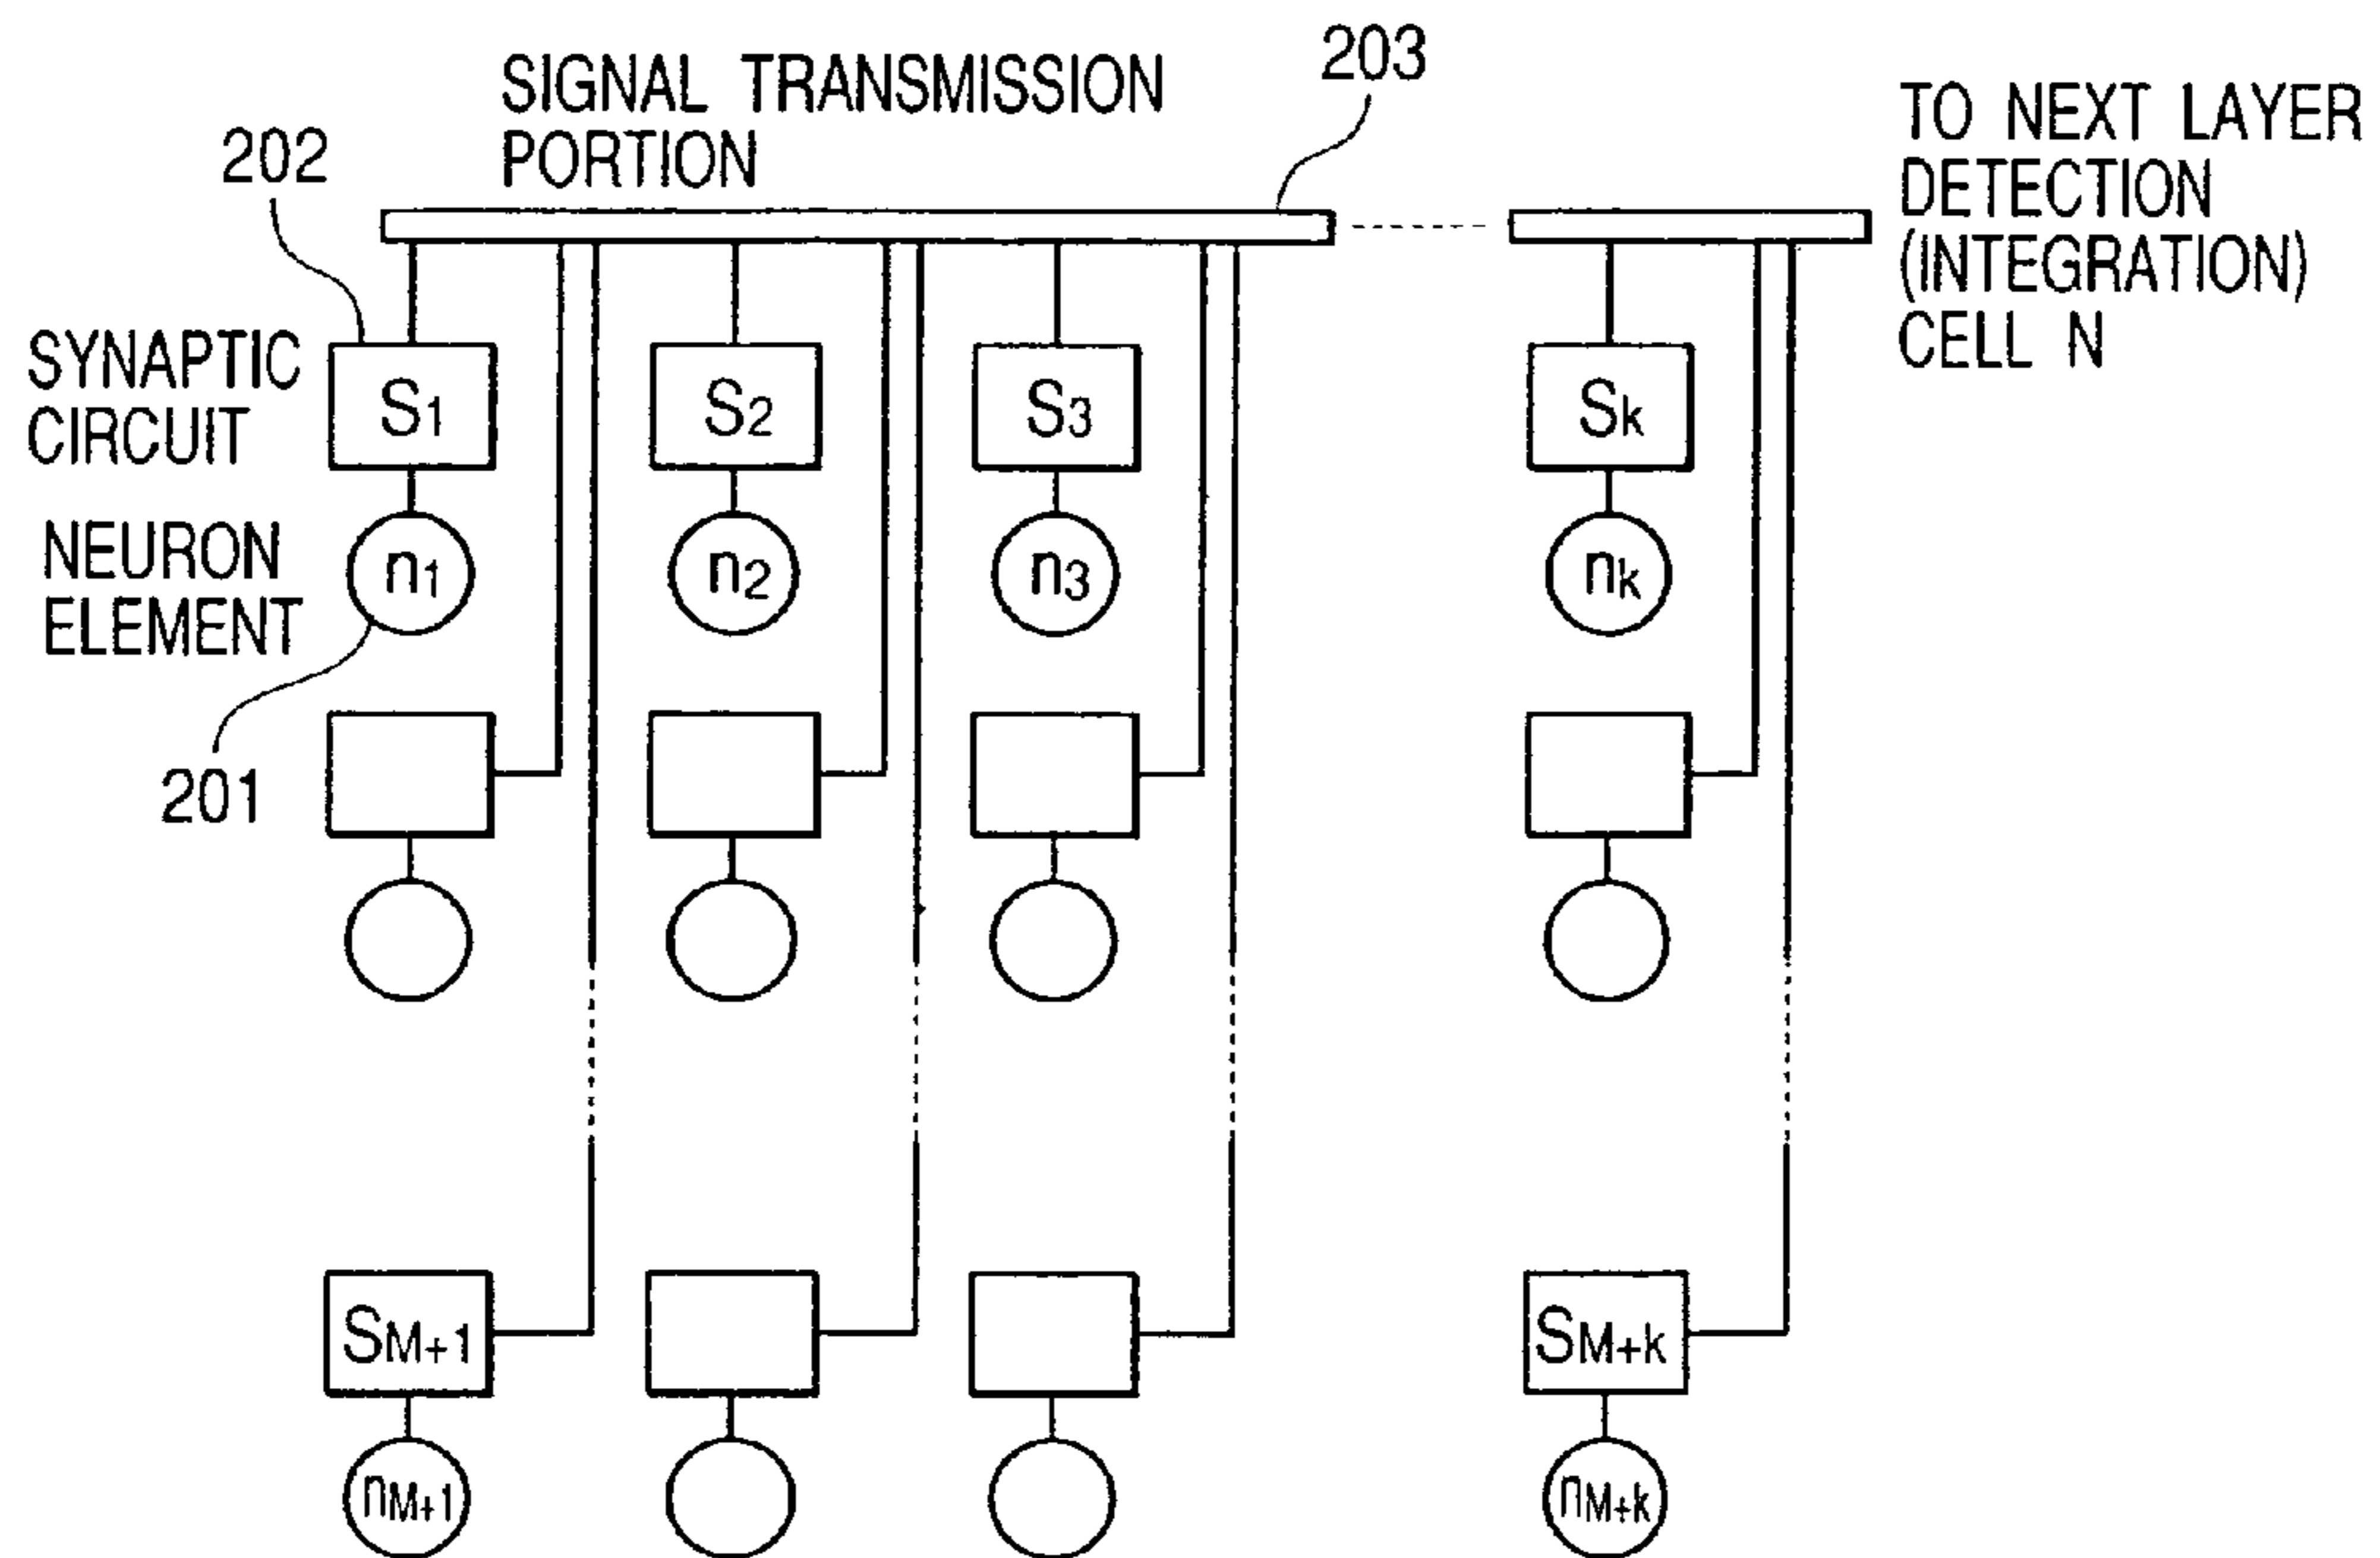 203
SIGNAL TRANSMISSION
PORTION
TO NEXT LAYER
DETECTION
(INTEGRATION)
CELL N
202
SYNAPTIC
CIRCUIT
S1 S2 S3 Sk
NEURON
ELEMENT
n1 n2 n3 nk
201
SM+1 SM+k
nM+1 nM+k